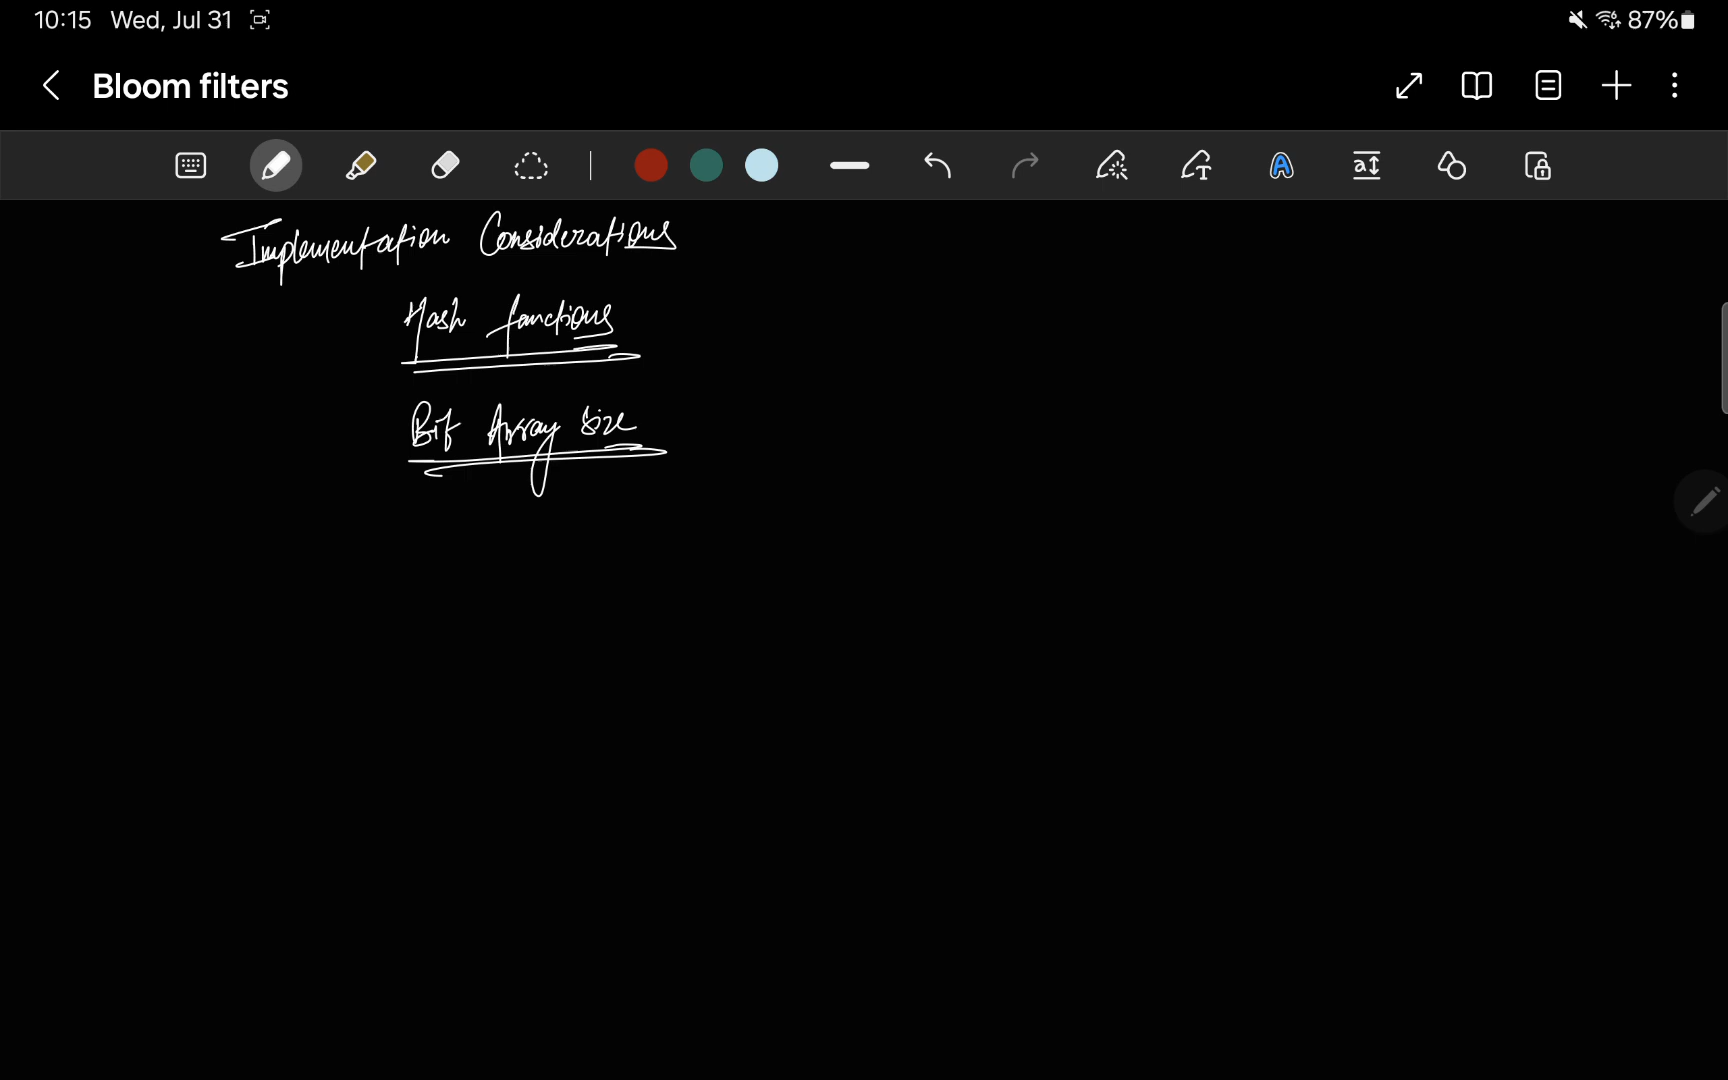 10:15 Wed, Jul 31 87%
Bloom filters
Implementation Considerations
Hash functions
Bit Array Size